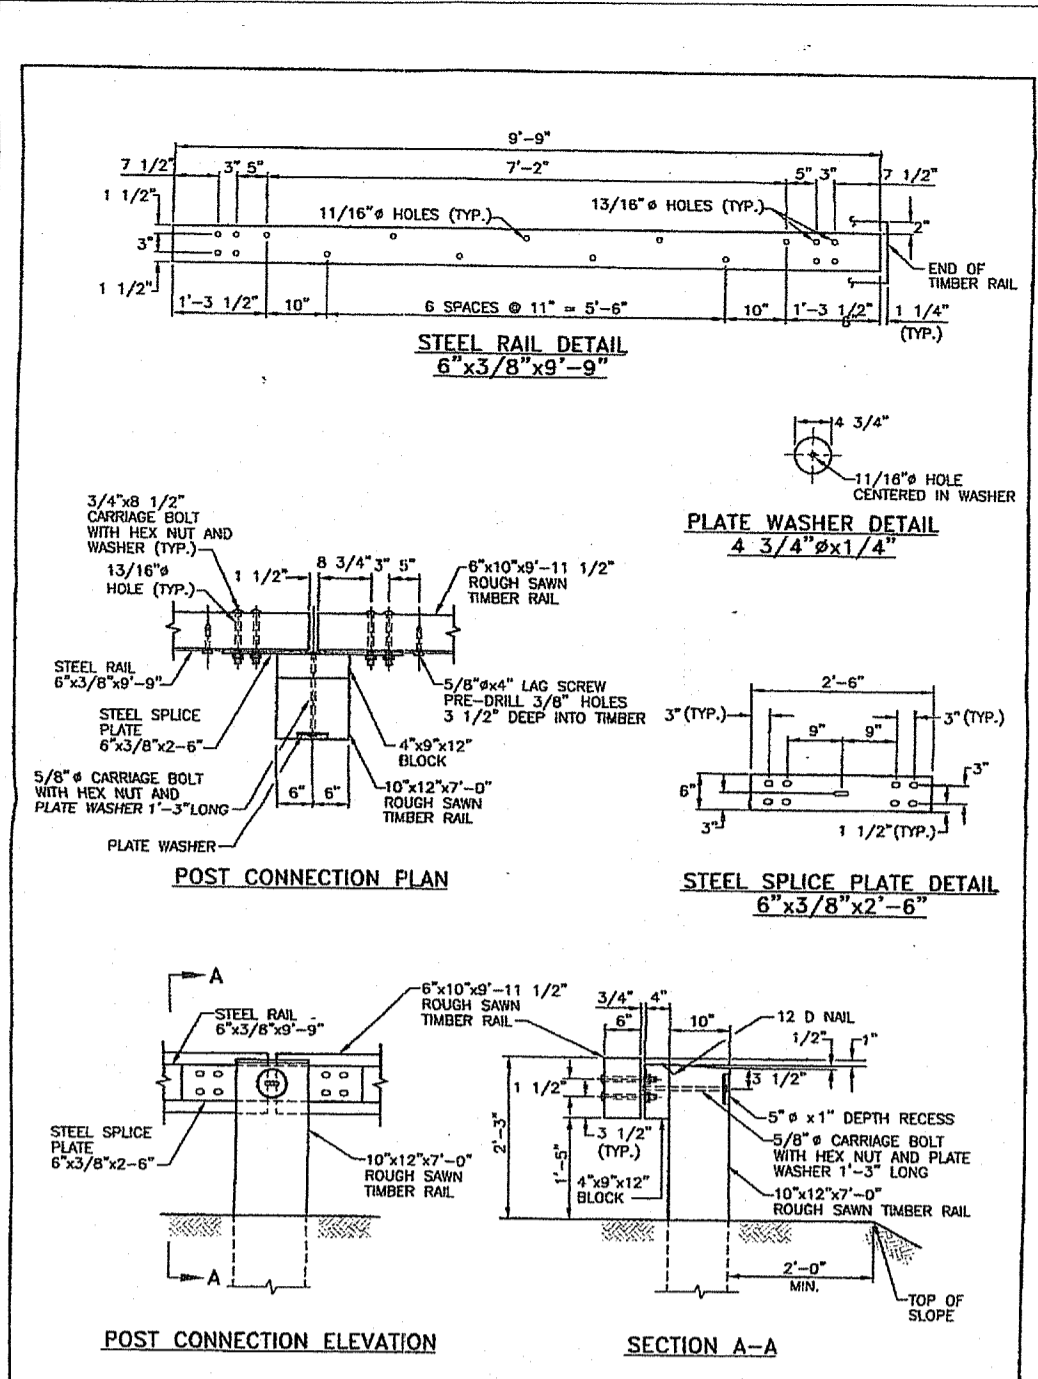 9'-9"
7 1/2" 3" 5" 7'-2" 5" 3" 7 1/2"
1 1/2"
11/16"ø HOLES (TYP.)
13/16"ø HOLES (TYP.)
2"
3"
END OF
TIMBER RAIL
1 1/2"
1'-3 1/2" 10" 6 SPACES @ 11" = 5'-6" 10" 1'-3 1/2" 1 1/4"
(TYP.)
STEEL RAIL DETAIL
6"x3/8"x9'-9"
4 3/4"
11/16"ø HOLE
CENTERED IN WASHER
PLATE WASHER DETAIL
4 3/4"øx1/4"
3/4"x8 1/2"
CARRIAGE BOLT
WITH HEX NUT AND
WASHER (TYP.)
13/16"ø
HOLE (TYP.)
1 1/2" 8 3/4" 3" 5"
6"x10"x9'-11 1/2"
ROUGH SAWN
TIMBER RAIL
STEEL RAIL
6"x3/8"x9'-9"
STEEL SPLICE
PLATE
6"x3/8"x2-6"
5/8"øx4" LAG SCREW
PRE-DRILL 3/8" HOLES
3 1/2" DEEP INTO TIMBER
4"x9"x12"
BLOCK
5/8"ø CARRIAGE BOLT
WITH HEX NUT AND
PLATE WASHER 1'-3"LONG
6" 6"
10"x12"x7'-0"
ROUGH SAWN
TIMBER RAIL
PLATE WASHER
POST CONNECTION PLAN
2'-6"
3"(TYP.) 3"(TYP.)
9" 9"
6" 3"
3" 1 1/2"(TYP.)
STEEL SPLICE PLATE DETAIL
6"x3/8"x2'-6"
A
STEEL RAIL
6"x3/8"x9'-9"
6"x10"x9'-11 1/2"
ROUGH SAWN
TIMBER RAIL
STEEL SPLICE
PLATE
6"x3/8"x2-6"
10"x12"x7'-0"
ROUGH SAWN
TIMBER RAIL
A
POST CONNECTION ELEVATION
3/4" 4"
6" 10"
12 D NAIL
1/2" 1"
1 1/2" 3 1/2"
2'-3"
3 1/2"
(TYP.)
1'-5"
4"x9"x12"
BLOCK
5"ø x1" DEPTH RECESS
5/8"ø CARRIAGE BOLT
WITH HEX NUT AND PLATE
WASHER 1'-3" LONG
10"x12"x7'-0"
ROUGH SAWN TIMBER RAIL
2'-0"
MIN.
TOP OF
SLOPE
SECTION A-A